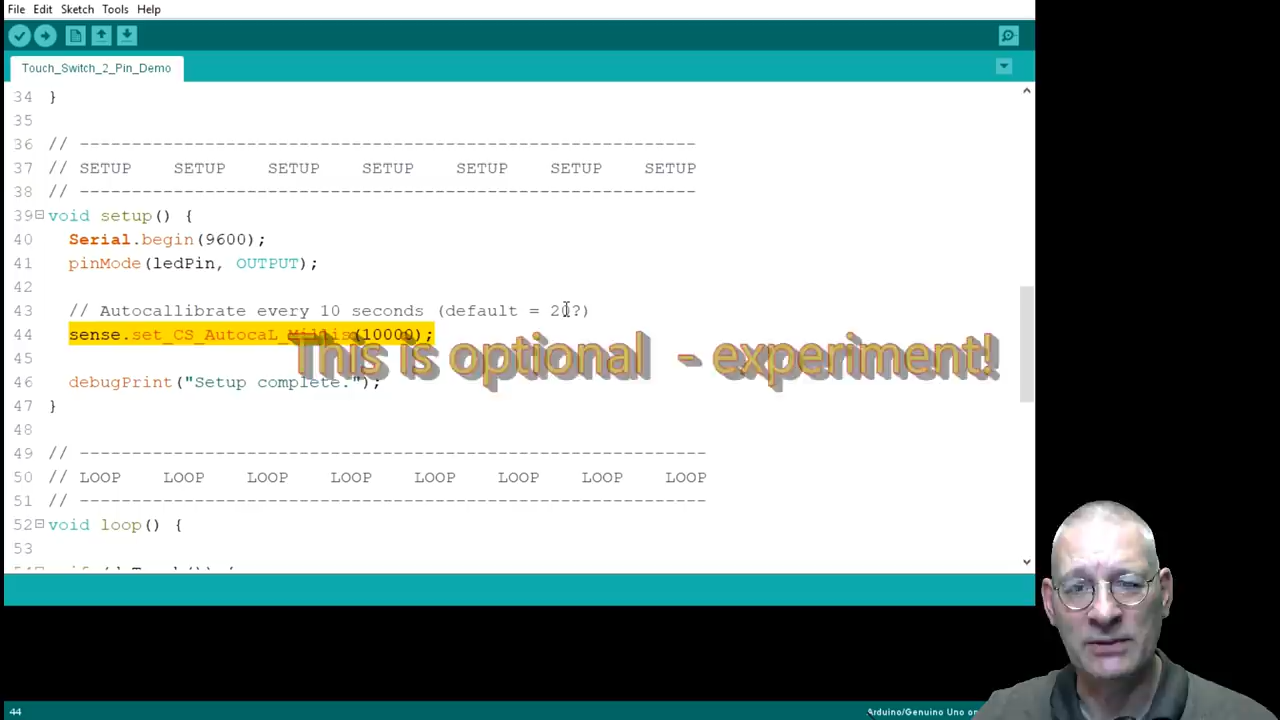 File Edit Sketch Tools Help
Touch_Switch_2_Pin_Demo
34 }
35
36 // -----------------------------------------------------------
37 // SETUP SETUP SETUP SETUP SETUP SETUP SETUP
38 // -----------------------------------------------------------
39 void setup() {
40 Serial.begin(9600);
41 pinMode(ledPin, OUTPUT);
42
43 // Autocallibrate every 10 seconds (default = 20?)
44 sense.set_CS_AutocaL_Millis(10000);
This is optional - experiment!
45
46 debugPrint("Setup complete.");
47 }
48
49 // ------------------------------------------------------------
50 // LOOP LOOP LOOP LOOP LOOP LOOP LOOP LOOP
51 // ------------------------------------------------------------
52 void loop() {
53
44
Arduino/Genuino Uno on